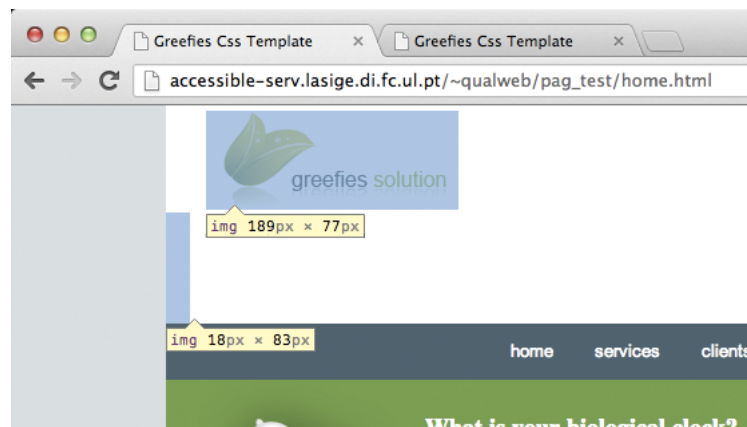 Greefies Css Template × Greefies Css Template ×
accessible-serv.lasige.di.fc.ul.pt/~qualweb/pag_test/home.html
greefies solution
img 189px × 77px
img 18px × 83px
home services clients
What is your biological clock?